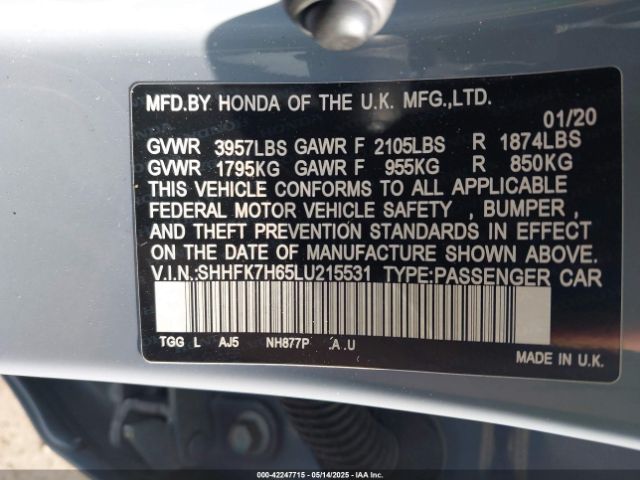 MFD.BY HONDA OF THE U.K. MFG.,LTD.
01/20
GVWR 3957LBS GAWR F 2105LBS R 1874LBS
GVWR 1795KG GAWR F 955KG R 850KG
THIS VEHICLE CONFORMS TO ALL APPLICABLE
FEDERAL MOTOR VEHICLE SAFETY , BUMPER ,
AND THEFT PREVENTION STANDARDS IN EFFECT
ON THE DATE OF MANUFACTURE SHOWN ABOVE.
V.I.N.:SHHFK7H65LU215531 TYPE:PASSENGER CAR
TGG L AJ5 NH877P .A .U
MADE IN U.K.
000-42247715 - 05/14/2025 - IAA Inc.